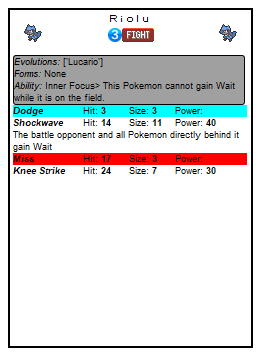 Riolu
3 FIGHT
Evolutions: ['Lucario']
Forms: None
Ability: Inner Focus> This Pokemon cannot gain Wait
while it is on the field.
Dodge Hit: 3 Size: 3 Power:
Shockwave Hit: 14 Size: 11 Power: 40
The battle opponent and all Pokemon directly behind it
gain Wait
Miss Hit: 17 Size: 3 Power:
Knee Strike Hit: 24 Size: 7 Power: 30